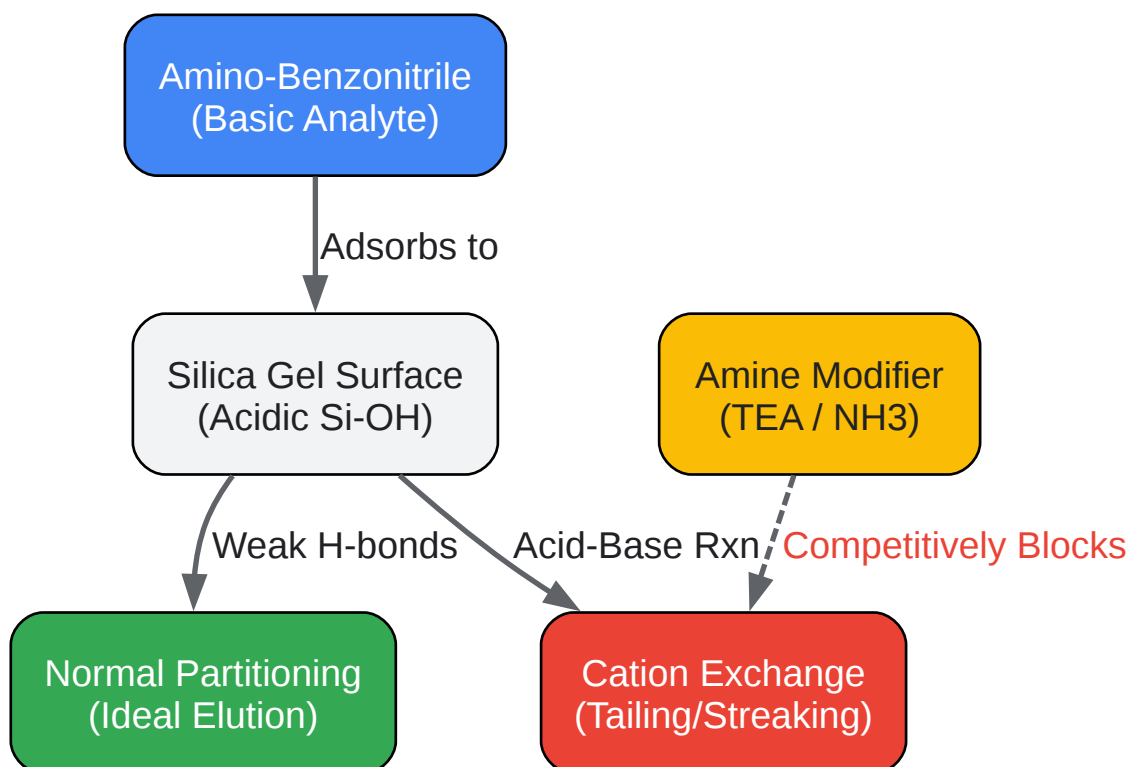 Amino-Benzonitrile
(Basic Analyte)
Adsorbs to
Silica Gel Surface
(Acidic Si-OH)
Amine Modifier
(TEA / NH3)
Weak H-bonds
Acid-Base Rxn
Competitively Blocks
Normal Partitioning
(Ideal Elution)
Cation Exchange
(Tailing/Streaking)